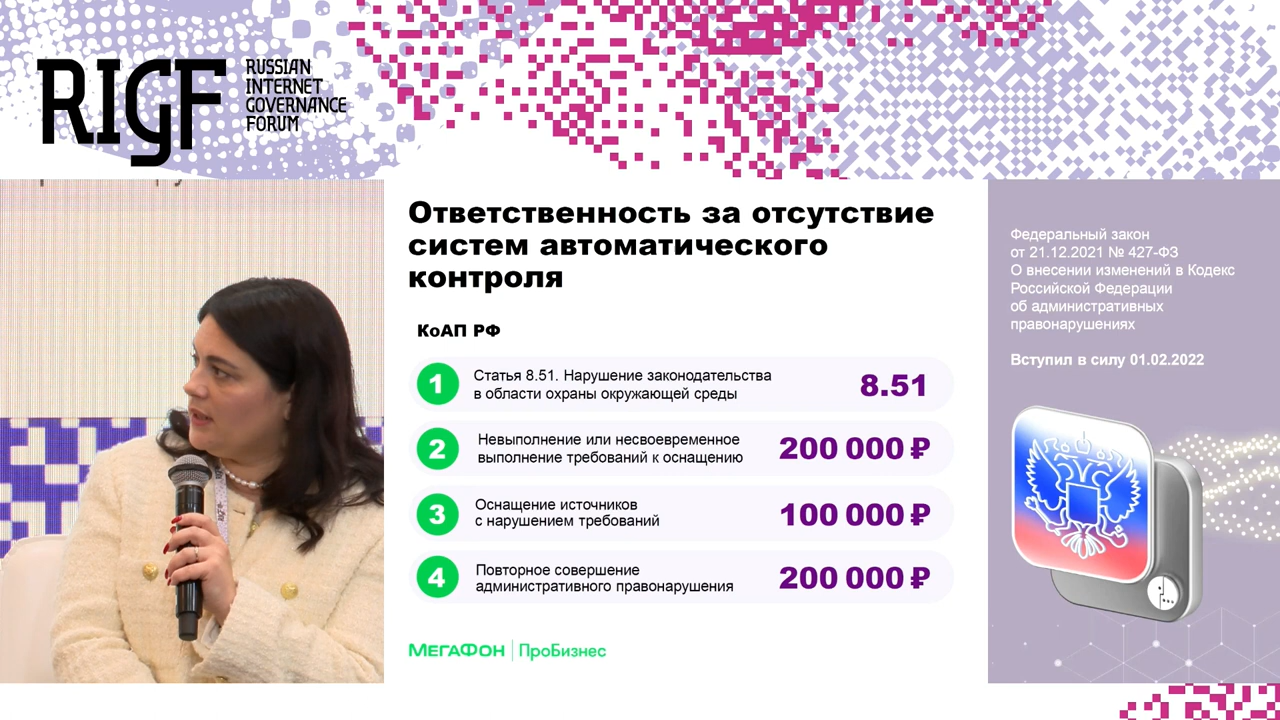 RIGF
RUSSIAN
INTERNET
GOVERNANCE
FORUM
Ответственность за отсутствие
систем автоматического
контроля
КоАП РФ
1
Статья 8.51. Нарушение законодательства
в области охраны окружающей среды
8.51
2
Невыполнение или несвоевременное
выполнение требований к оснащению
200 000 ₽
3
Оснащение источников
с нарушением требований
100 000 ₽
4
Повторное совершение
административного правонарушения
200 000 ₽
МЕГАФОН ПроБизнес
Федеральный закон
от 21.12.2021 № 427-ФЗ
О внесении изменений в Кодекс
Российской Федерации
об административных
правонарушениях
Вступил в силу 01.02.2022